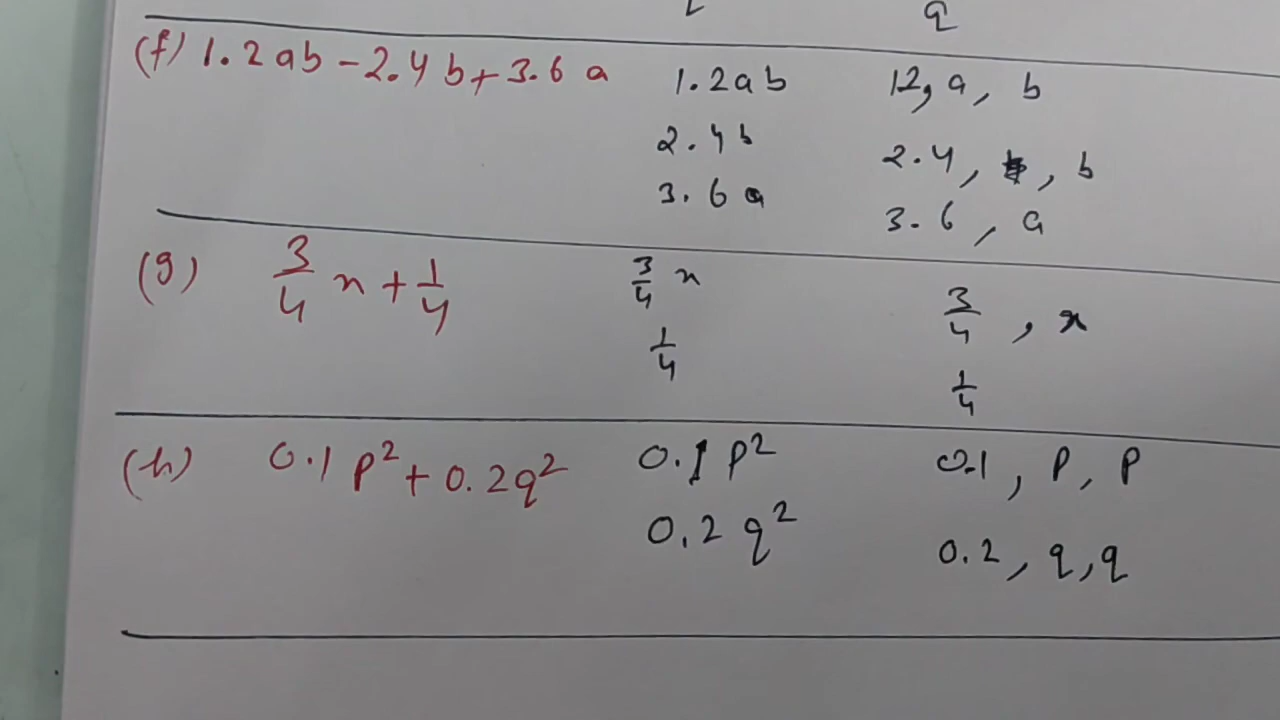 q
(f) 1.2ab - 2.4b + 3.6a 1.2ab 12, a, b
2.4b 2.4, , b
3.6a 3.6, a
(g) 3/4 x + 1/4 3/4 x 3/4, x
1/4 1/4
(h) 0.1p² + 0.2q² 0.1p² 0.1, p, p
0.2q² 0.2, q, q